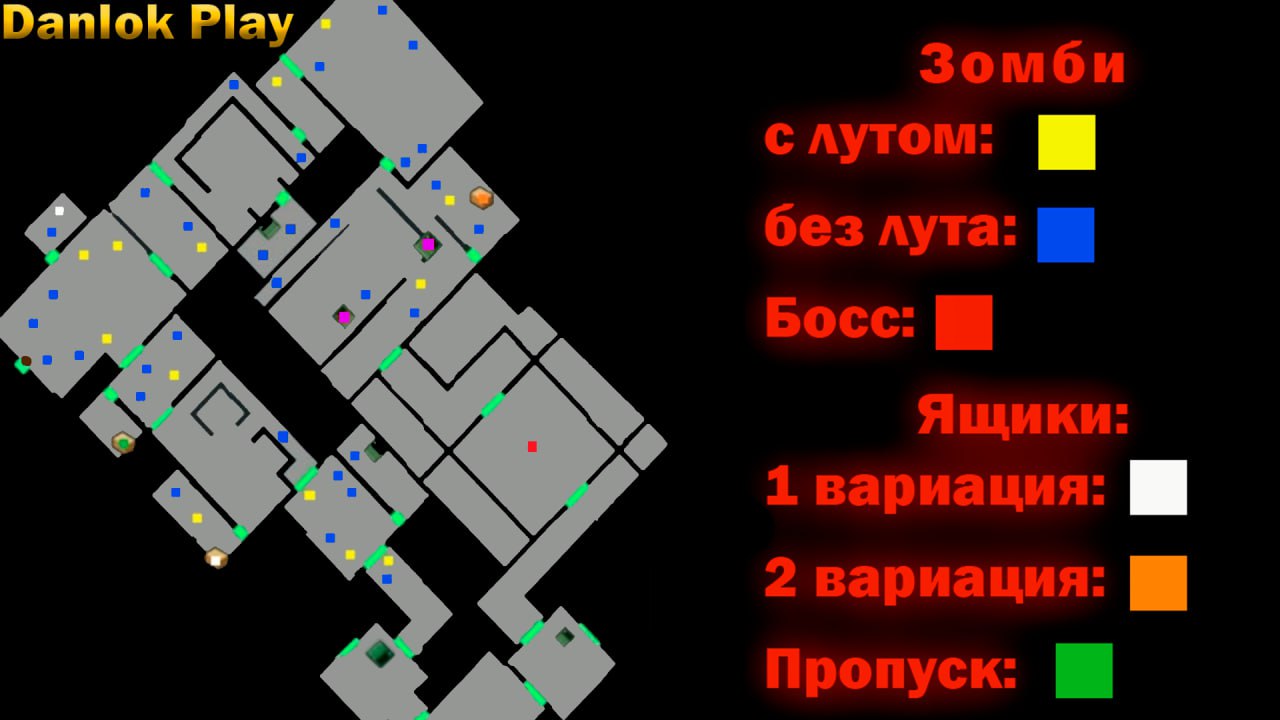 Danlok Play
Зомби
с лутом:
без лута:
Босс:
Ящики:
1 вариация:
2 вариация:
Пропуск: